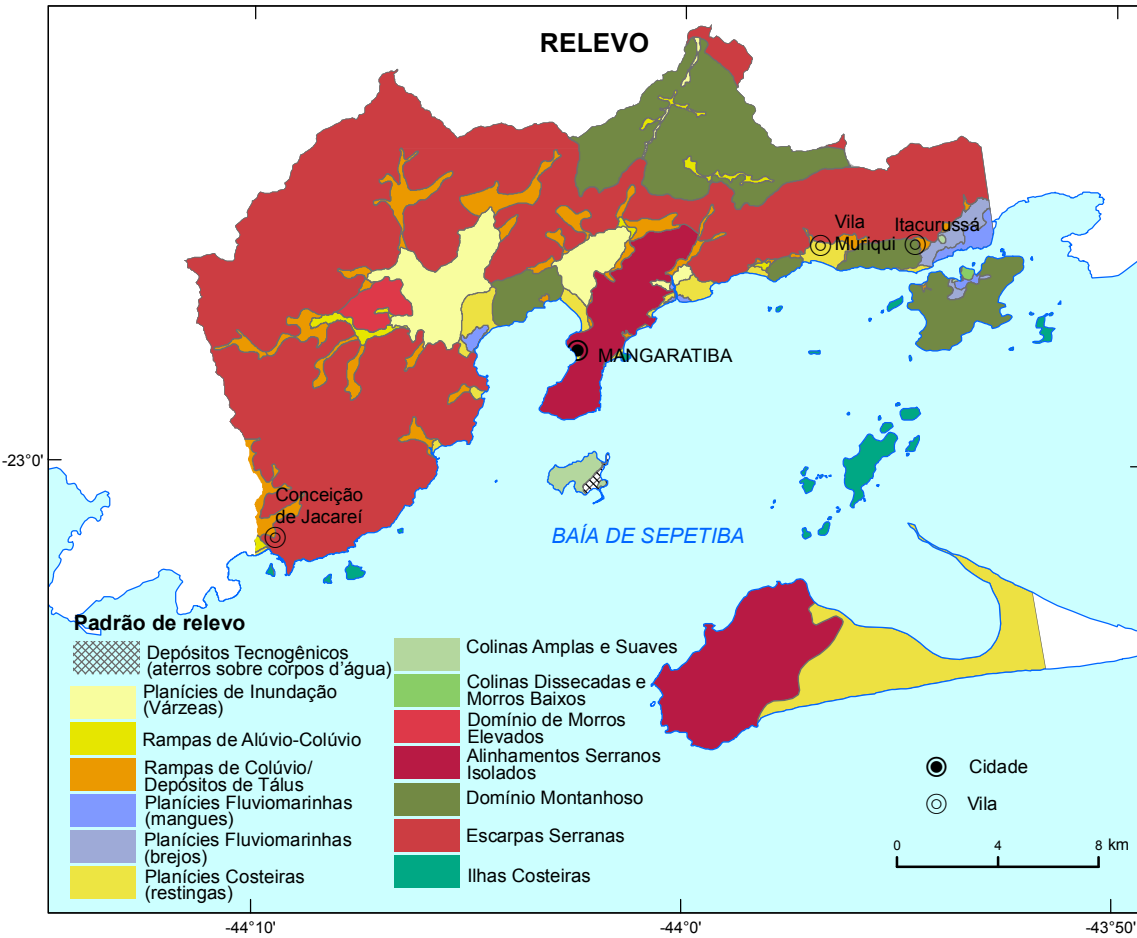 RELEVO
Vila
Muriqui
Itacurussá
MANGARATIBA
-23°0'
Conceição
de Jacareí
BAÍA DE SEPETIBA
Padrão de relevo
Depósitos Tecnogênicos
(aterros sobre corpos d'água)
Planícies de Inundação
(Várzeas)
Rampas de Alúvio-Colúvio
Rampas de Colúvio/
Depósitos de Tálus
Planícies Fluviomarinhas
(mangues)
Planícies Fluviomarinhas
(brejos)
Planícies Costeiras
(restingas)
Colinas Amplas e Suaves
Colinas Dissecadas e
Morros Baixos
Domínio de Morros
Elevados
Alinhamentos Serranos
Isolados
Domínio Montanhoso
Escarpas Serranas
Ilhas Costeiras
Cidade
Vila
0 4 8 km
-44°10' -44°0' -43°50'